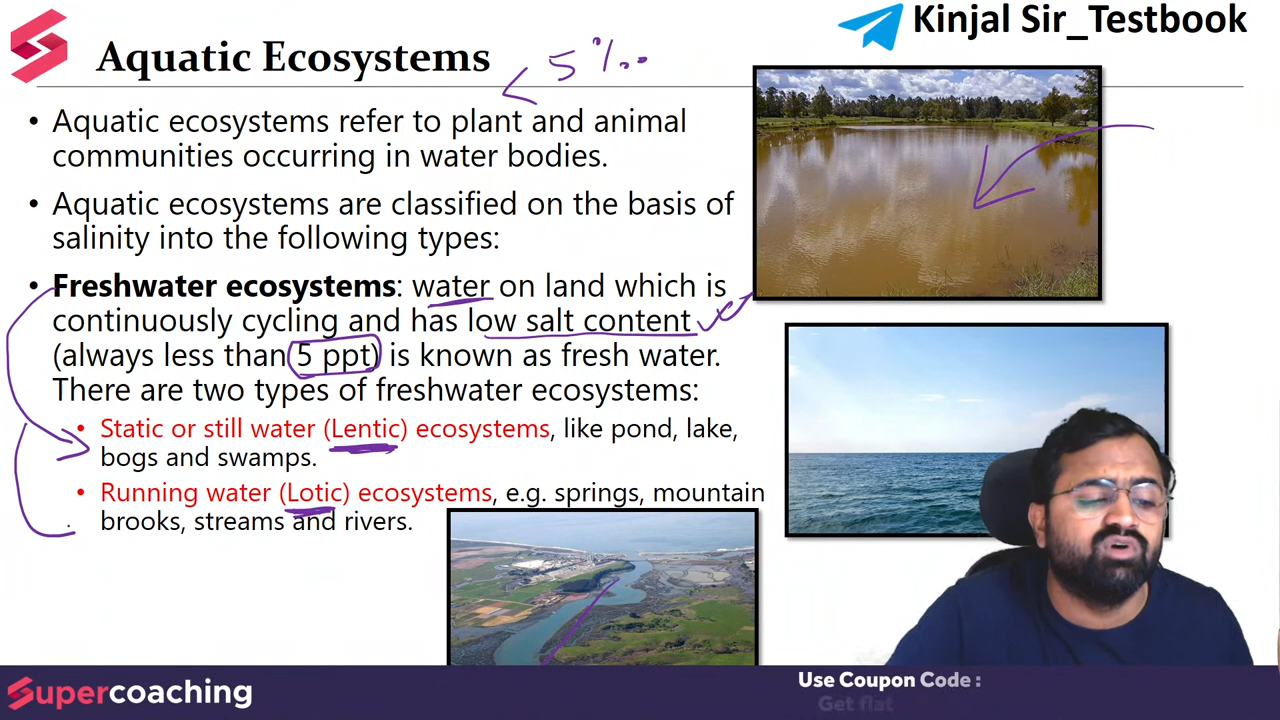 Kinjal Sir_Testbook
Aquatic Ecosystems
< 5‰
• Aquatic ecosystems refer to plant and animal
communities occurring in water bodies.
• Aquatic ecosystems are classified on the basis of
salinity into the following types:
• Freshwater ecosystems: water on land which is
continuously cycling and has low salt content
(always less than 5 ppt) is known as fresh water.
There are two types of freshwater ecosystems:
• Static or still water (Lentic) ecosystems, like pond, lake,
bogs and swamps.
• Running water (Lotic) ecosystems, e.g. springs, mountain
brooks, streams and rivers.
Supercoaching
Use Coupon Code :
Get flat